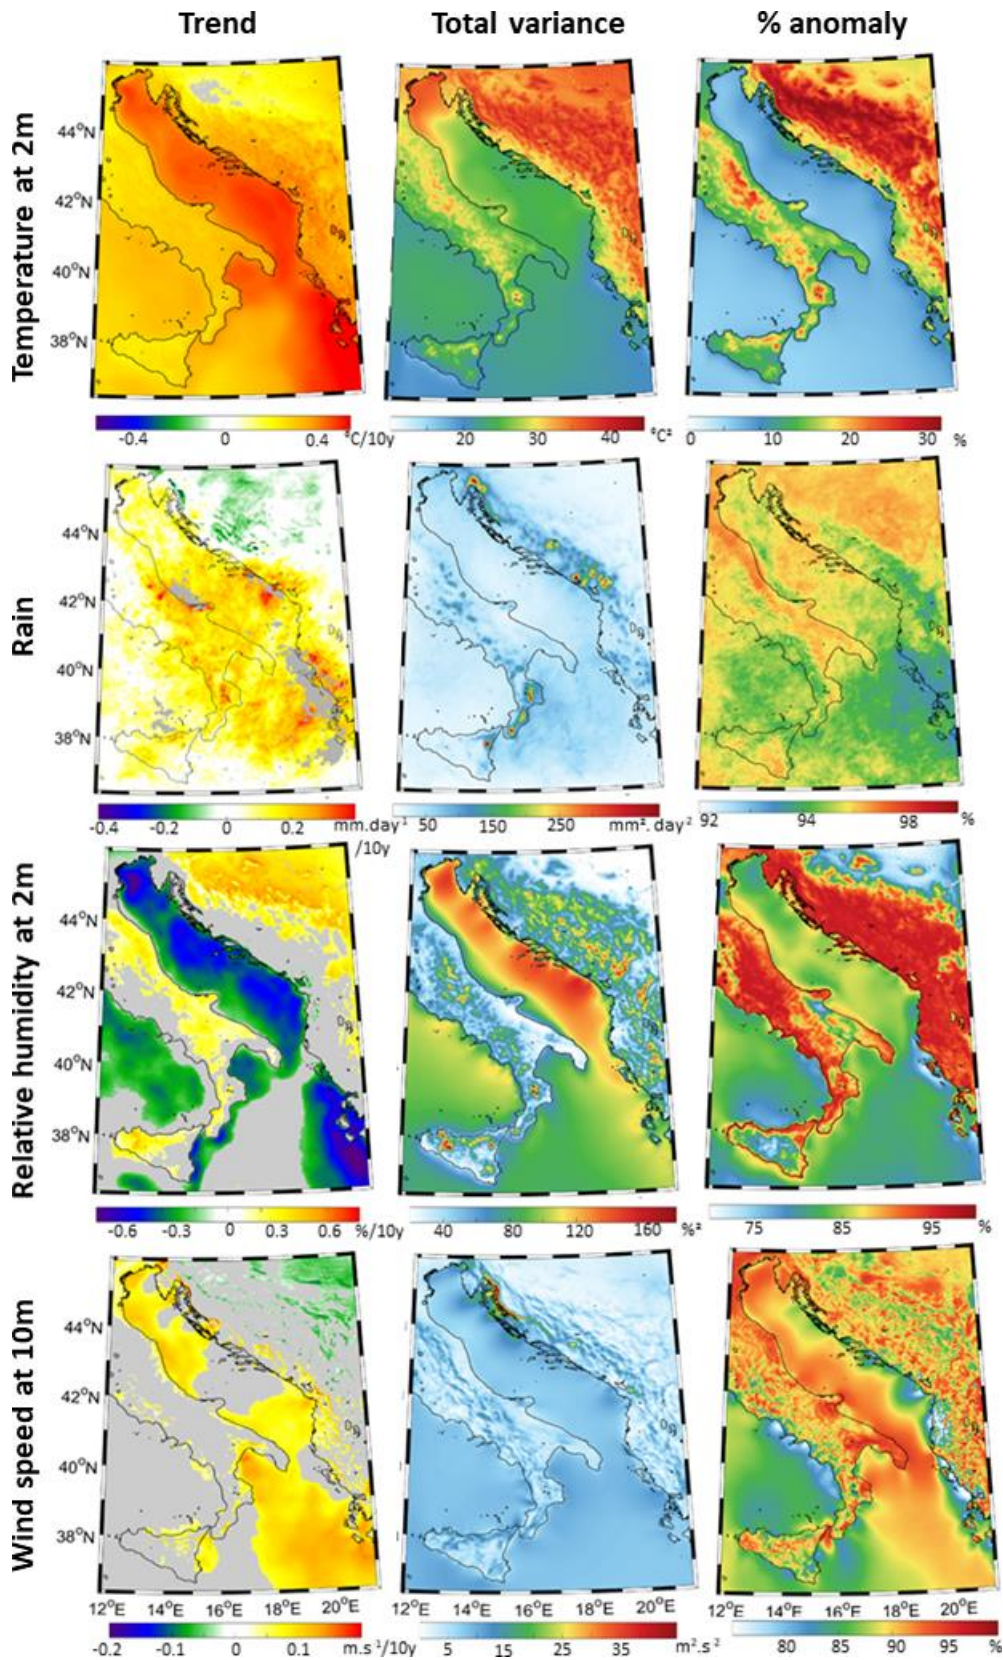 Trend Total variance % anomaly
Temperature at 2m
44°N
42°N
40°N
38°N
-0.4 0 0.4 °C/10y
20 30 40 °C²
0 10 20 30 %
Rain
44°N
42°N
40°N
38°N
-0.4 -0.2 0 0.2 mm.day⁻¹
/10y
50 150 250 mm².day²
92 94 98 %
Relative humidity at 2m
44°N
42°N
40°N
38°N
-0.6 -0.3 0 0.3 0.6 %/10y
40 80 120 160 %²
75 85 95 %
Wind speed at 10m
44°N
42°N
40°N
38°N
12°E 14°E 16°E 18°E 20°E
12°E 14°E 16°E 18°E 20°E
12°E 14°E 16°E 18°E 20°E
-0.2 -0.1 0 0.1 m.s⁻¹/10y
5 15 25 35 m².s²
80 85 90 95 %